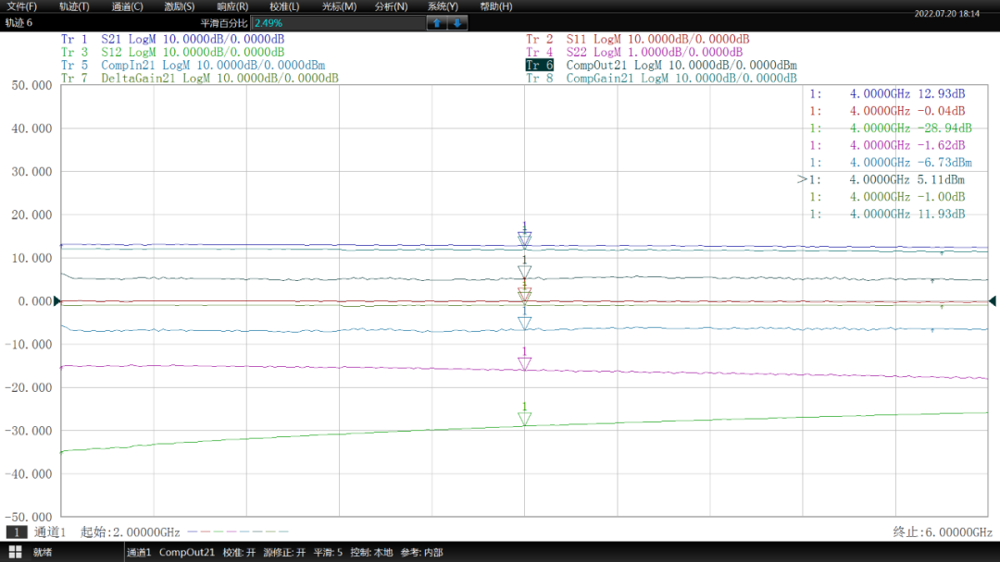 文件(F) 轨迹(T) 通道(C) 激励(S) 响应(R) 校准(L) 光标(M) 分析(N) 系统(Y) 帮助(H)
2022.07.20 18:14
轨迹 6 平滑百分比 2.49%
Tr 1 S21 LogM 10.0000dB/0.0000dB Tr 2 S11 LogM 10.0000dB/0.0000dB
Tr 3 S12 LogM 10.0000dB/0.0000dB Tr 4 S22 LogM 1.0000dB/0.0000dB
Tr 5 CompIn21 LogM 10.0000dB/0.0000dBm Tr 6 CompOut21 LogM 10.0000dB/0.0000dBm
Tr 7 DeltaGain21 LogM 10.0000dB/0.0000dB Tr 8 CompGain21 LogM 10.0000dB/0.0000dB
50.000
1: 4.0000GHz 12.93dB
1: 4.0000GHz -0.04dB
40.000
1: 4.0000GHz -28.94dB
1: 4.0000GHz -1.62dB
1: 4.0000GHz -6.73dBm
30.000
>1: 4.0000GHz 5.11dBm
1: 4.0000GHz -1.00dB
20.000
1: 4.0000GHz 11.93dB
1
10.000
1
0.000
1
1
-10.000
1
-20.000
1
-30.000
-40.000
-50.000
1 通道1 起始:2.00000GHz 终止:6.00000GHz
就绪 通道1 CompOut21 校准: 开 源修正: 开 平滑: 5 控制: 本地 参考: 内部